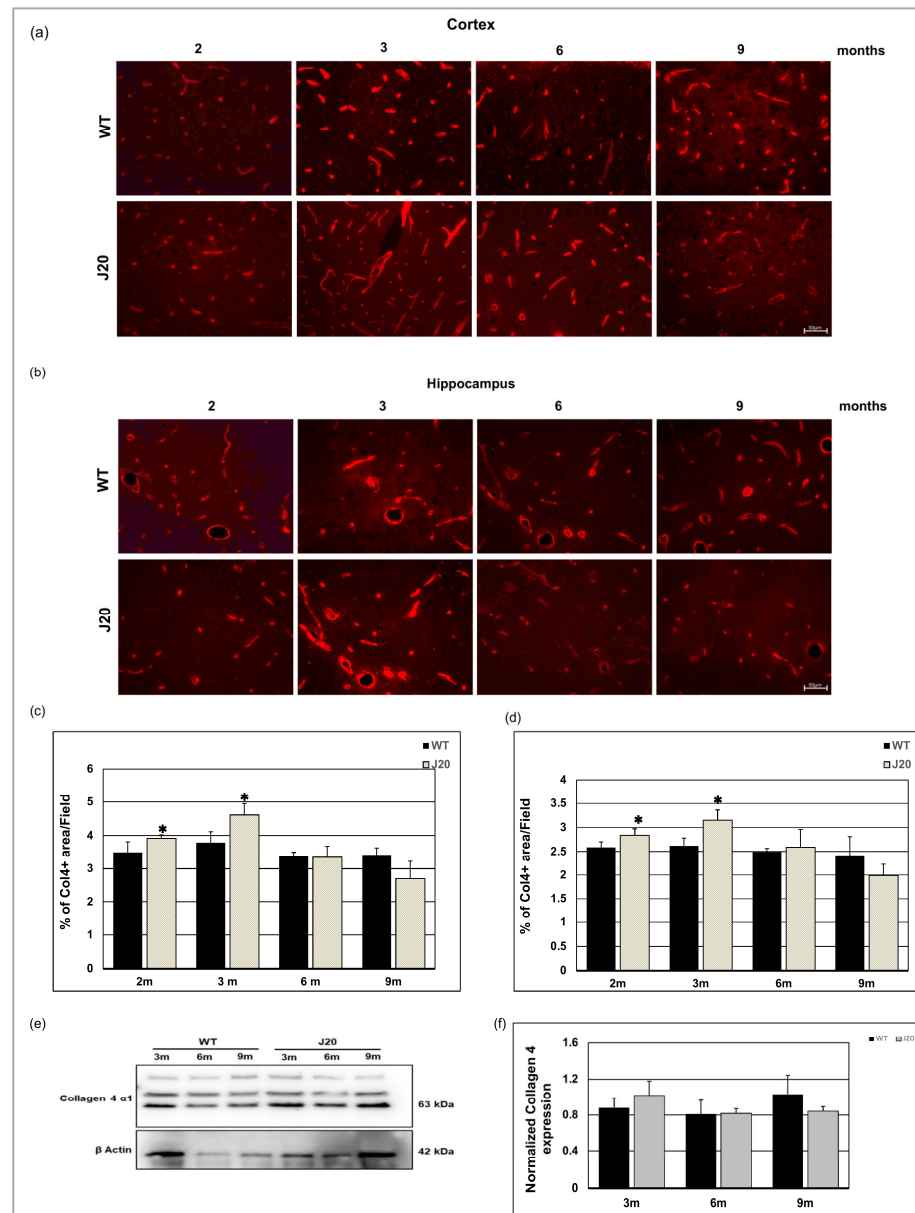 (a)
Cortex
2 3 6 9 months
WT
J20
50μm
(b)
Hippocampus
2 3 6 9 months
WT
J20
50μm
(c)
WT
J20
% of Col4+ area/Field
6
5
4
3
2
1
0
*
*
2m 3 m 6 m 9m
(d)
WT
J20
% of Col4+ area/Field
4
3.5
3
2.5
2
1.5
1
0.5
0
*
*
2m 3m 6m 9m
(e)
WT J20
3m 6m 9m 3m 6m 9m
Collagen 4 α1
63 kDa
β Actin
42 kDa
(f)
WT J20
Normalized Collagen 4
expression
1.6
1.2
0.8
0.4
0
3m 6m 9m